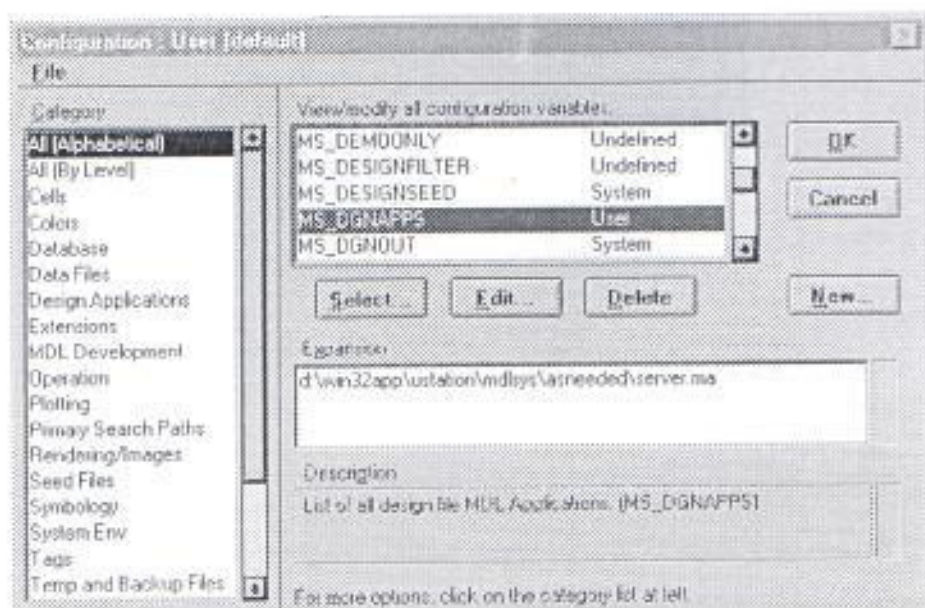 Configuration : User [default]
File
Category
All (Alphabetical)
All (By Level)
Cells
Colors
Database
Data Files
Design Applications
Extensions
MDL Development
Operation
Plotting
Primary Search Paths
Rendering/Images
Seed Files
Symbology
System Env
Tags
Temp and Backup Files
View/modify all configuration variables.
MS_DEMOONLY Undefined
MS_DESIGNFILTER Undefined
MS_DESIGNSEED System
MS_DGNAPPS User
MS_DGNOUT System
Select... Edit... Delete
Expansion
d:\win32app\ustation\mdlsys\asneeded\server.ma
Description
List of all design file MDL Applications. (MS_DGNAPPS)
For more options, click on the category list at left.
OK
Cancel
New...